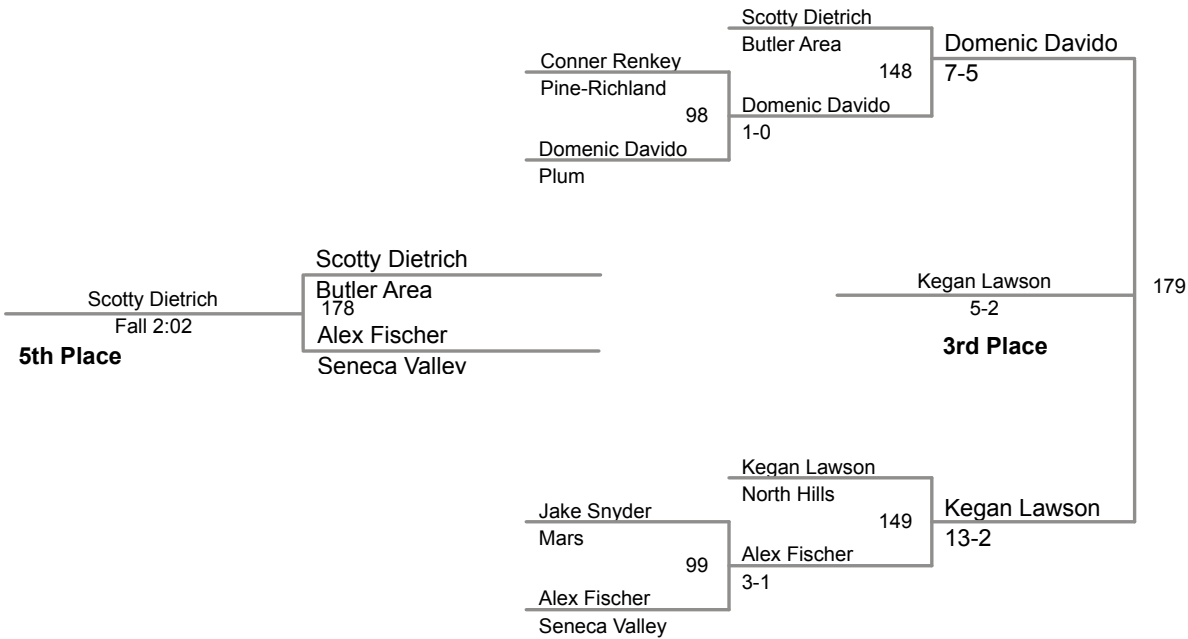 Scotty Dietrich
Butler Area
Domenic Davido
148
7-5
Conner Renkey
Pine-Richland
98
Domenic Davido
1-0
Domenic Davido
Plum
Scotty Dietrich
Butler Area
178
Scotty Dietrich
Fall 2:02
5th Place
Alex Fischer
Seneca Valley
Kegan Lawson
179
5-2
3rd Place
Kegan Lawson
North Hills
Kegan Lawson
149
13-2
Jake Snyder
Mars
99
Alex Fischer
3-1
Alex Fischer
Seneca Valley